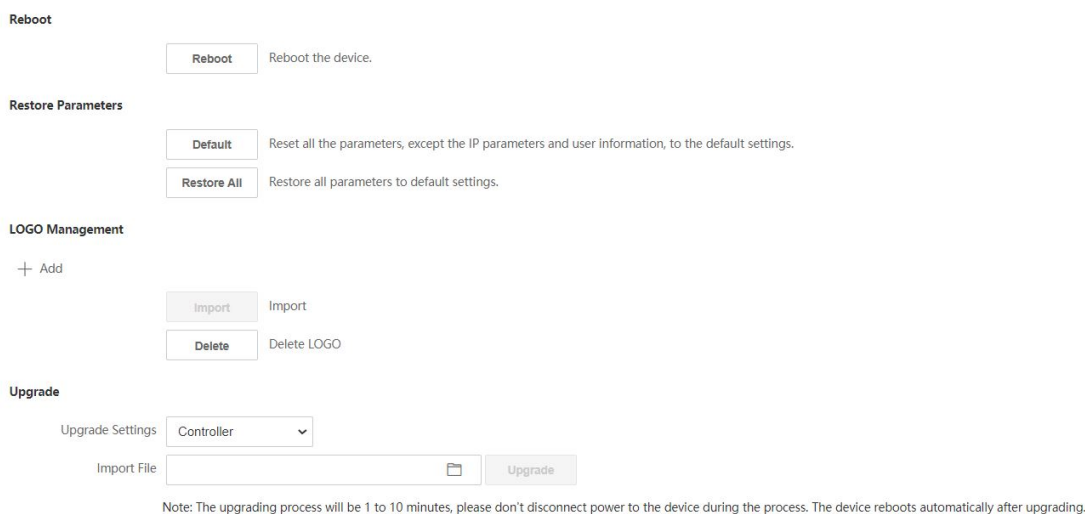 Reboot
Reboot Reboot the device.
Restore Parameters
Default Reset all the parameters, except the IP parameters and user information, to the default settings.
Restore All Restore all parameters to default settings.
LOGO Management
+ Add
Import Import
Delete Delete LOGO
Upgrade
Upgrade Settings Controller
Import File Upgrade
Note: The upgrading process will be 1 to 10 minutes, please don't disconnect power to the device during the process. The device reboots automatically after upgrading.